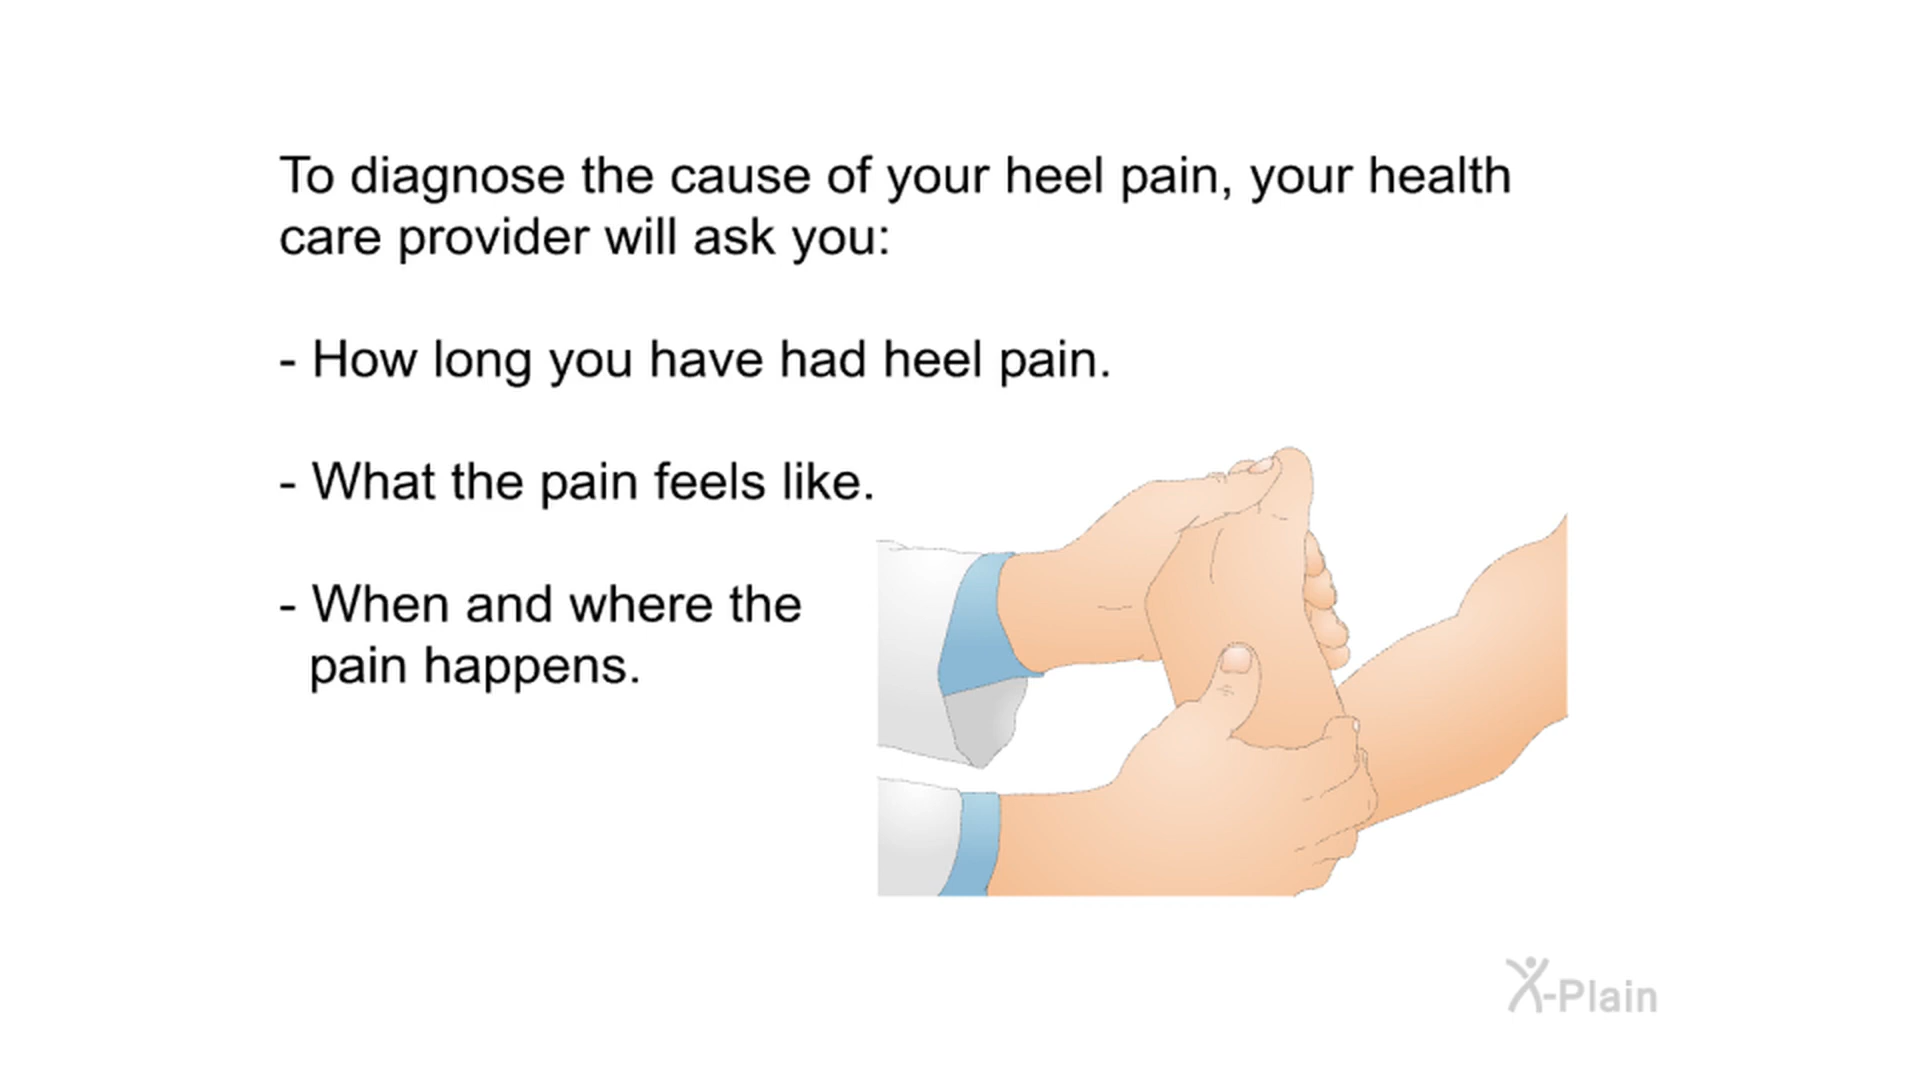 To diagnose the cause of your heel pain, your health
care provider will ask you:
- How long you have had heel pain.
- What the pain feels like.
- When and where the
pain happens.
X-Plain